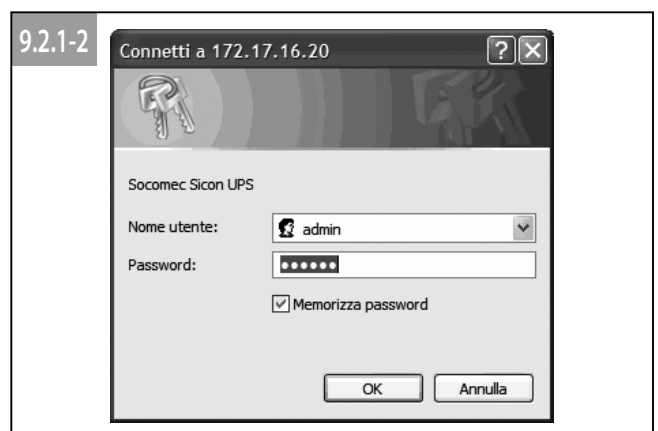 9.2.1-2
Connetti a 172.17.16.20
Socomec Sicon UPS
Nome utente:
admin
Password:
••••••
Memorizza password
OK
Annulla